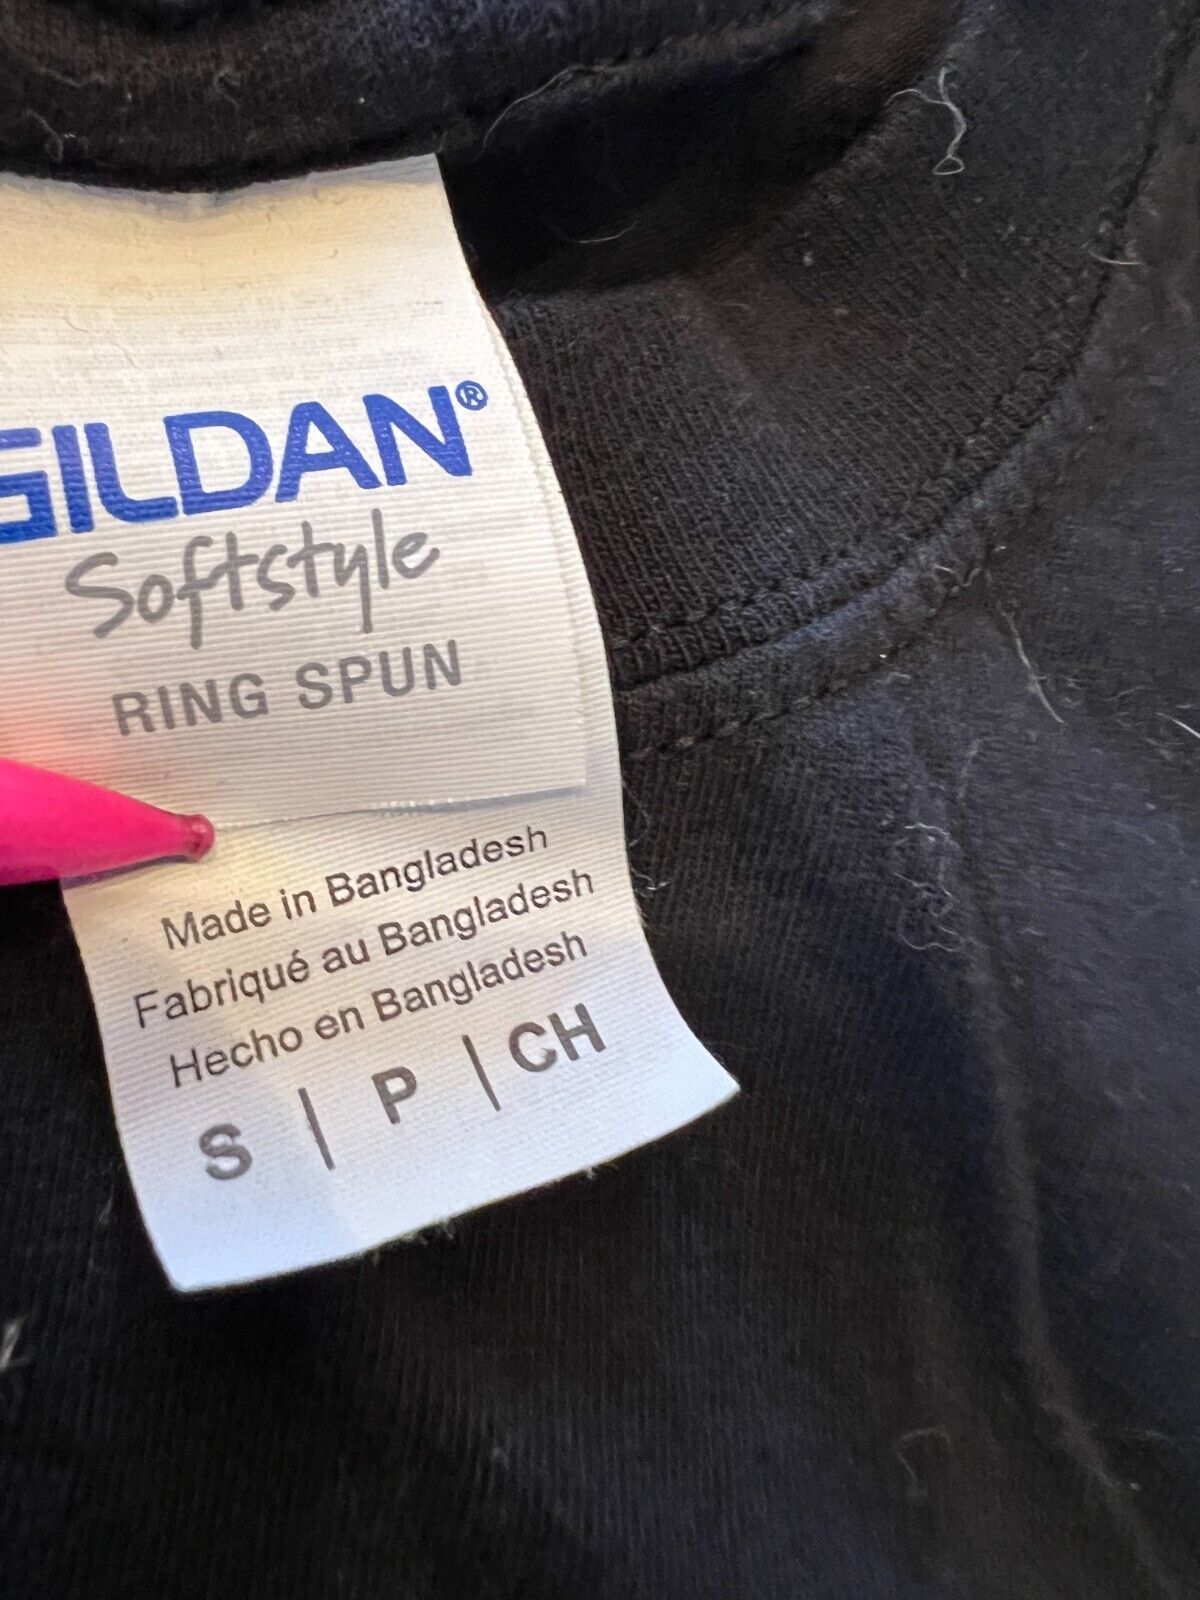 GILDAN®
Softstyle
RING SPUN
Made in Bangladesh
Fabriqué au Bangladesh
Hecho en Bangladesh
S | P | CH